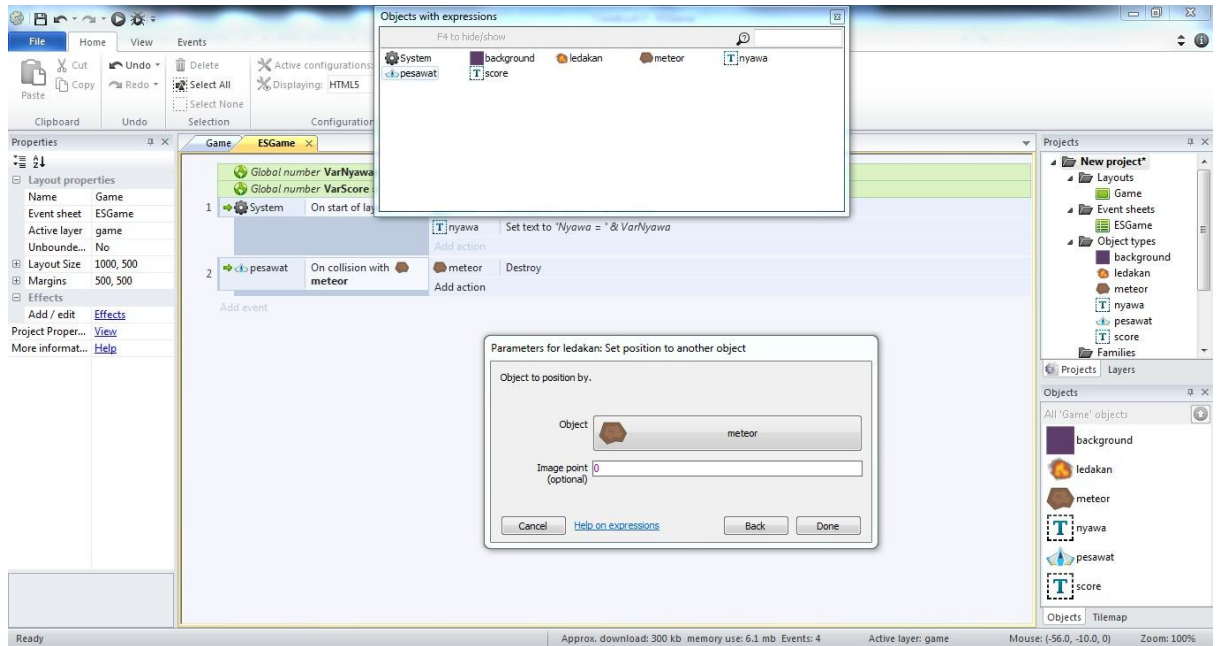 Objects with expressions
F4 to hide/show
System background ledakan meteor nyawa
pesawat score
File Home View Events
Paste
Cut
Copy
Clipboard
Undo
Redo
Undo
Delete
Select All
Select None
Selection
Active configurations:
Displaying: HTML5
Configuration
Properties
Layout prope
Name Game
Event sheet ESGame
Active layer game
Unbounde... No
Layout Size 1000, 500
Margins 500, 500
Effects
Add / edit Effects
Project Proper... View
More informat... Help
Game ESGame
Global number VarNyawa
Global number VarScore =
1 System On start of lay
nyawa Set text to "Nyawa = " & VarNyawa
Add action
2 pesawat On collision with meteor
meteor Destroy
Add action
Add event
Parameters for ledakan: Set position to another object
Object to position by.
Object meteor
Image point (optional) 0
Cancel Help on expressions Back Done
Projects
New project*
Layouts
Game
Event sheets
ESGame
Object types
background
ledakan
meteor
nyawa
pesawat
score
Families
Projects Layers
Objects
All 'Game' objects
background
ledakan
meteor
nyawa
pesawat
score
Objects Tilemap
Ready Approx. download: 300 kb memory use: 6.1 mb Events: 4 Active layer: game Mouse: (-56.0, -10.0, 0) Zoom: 100%